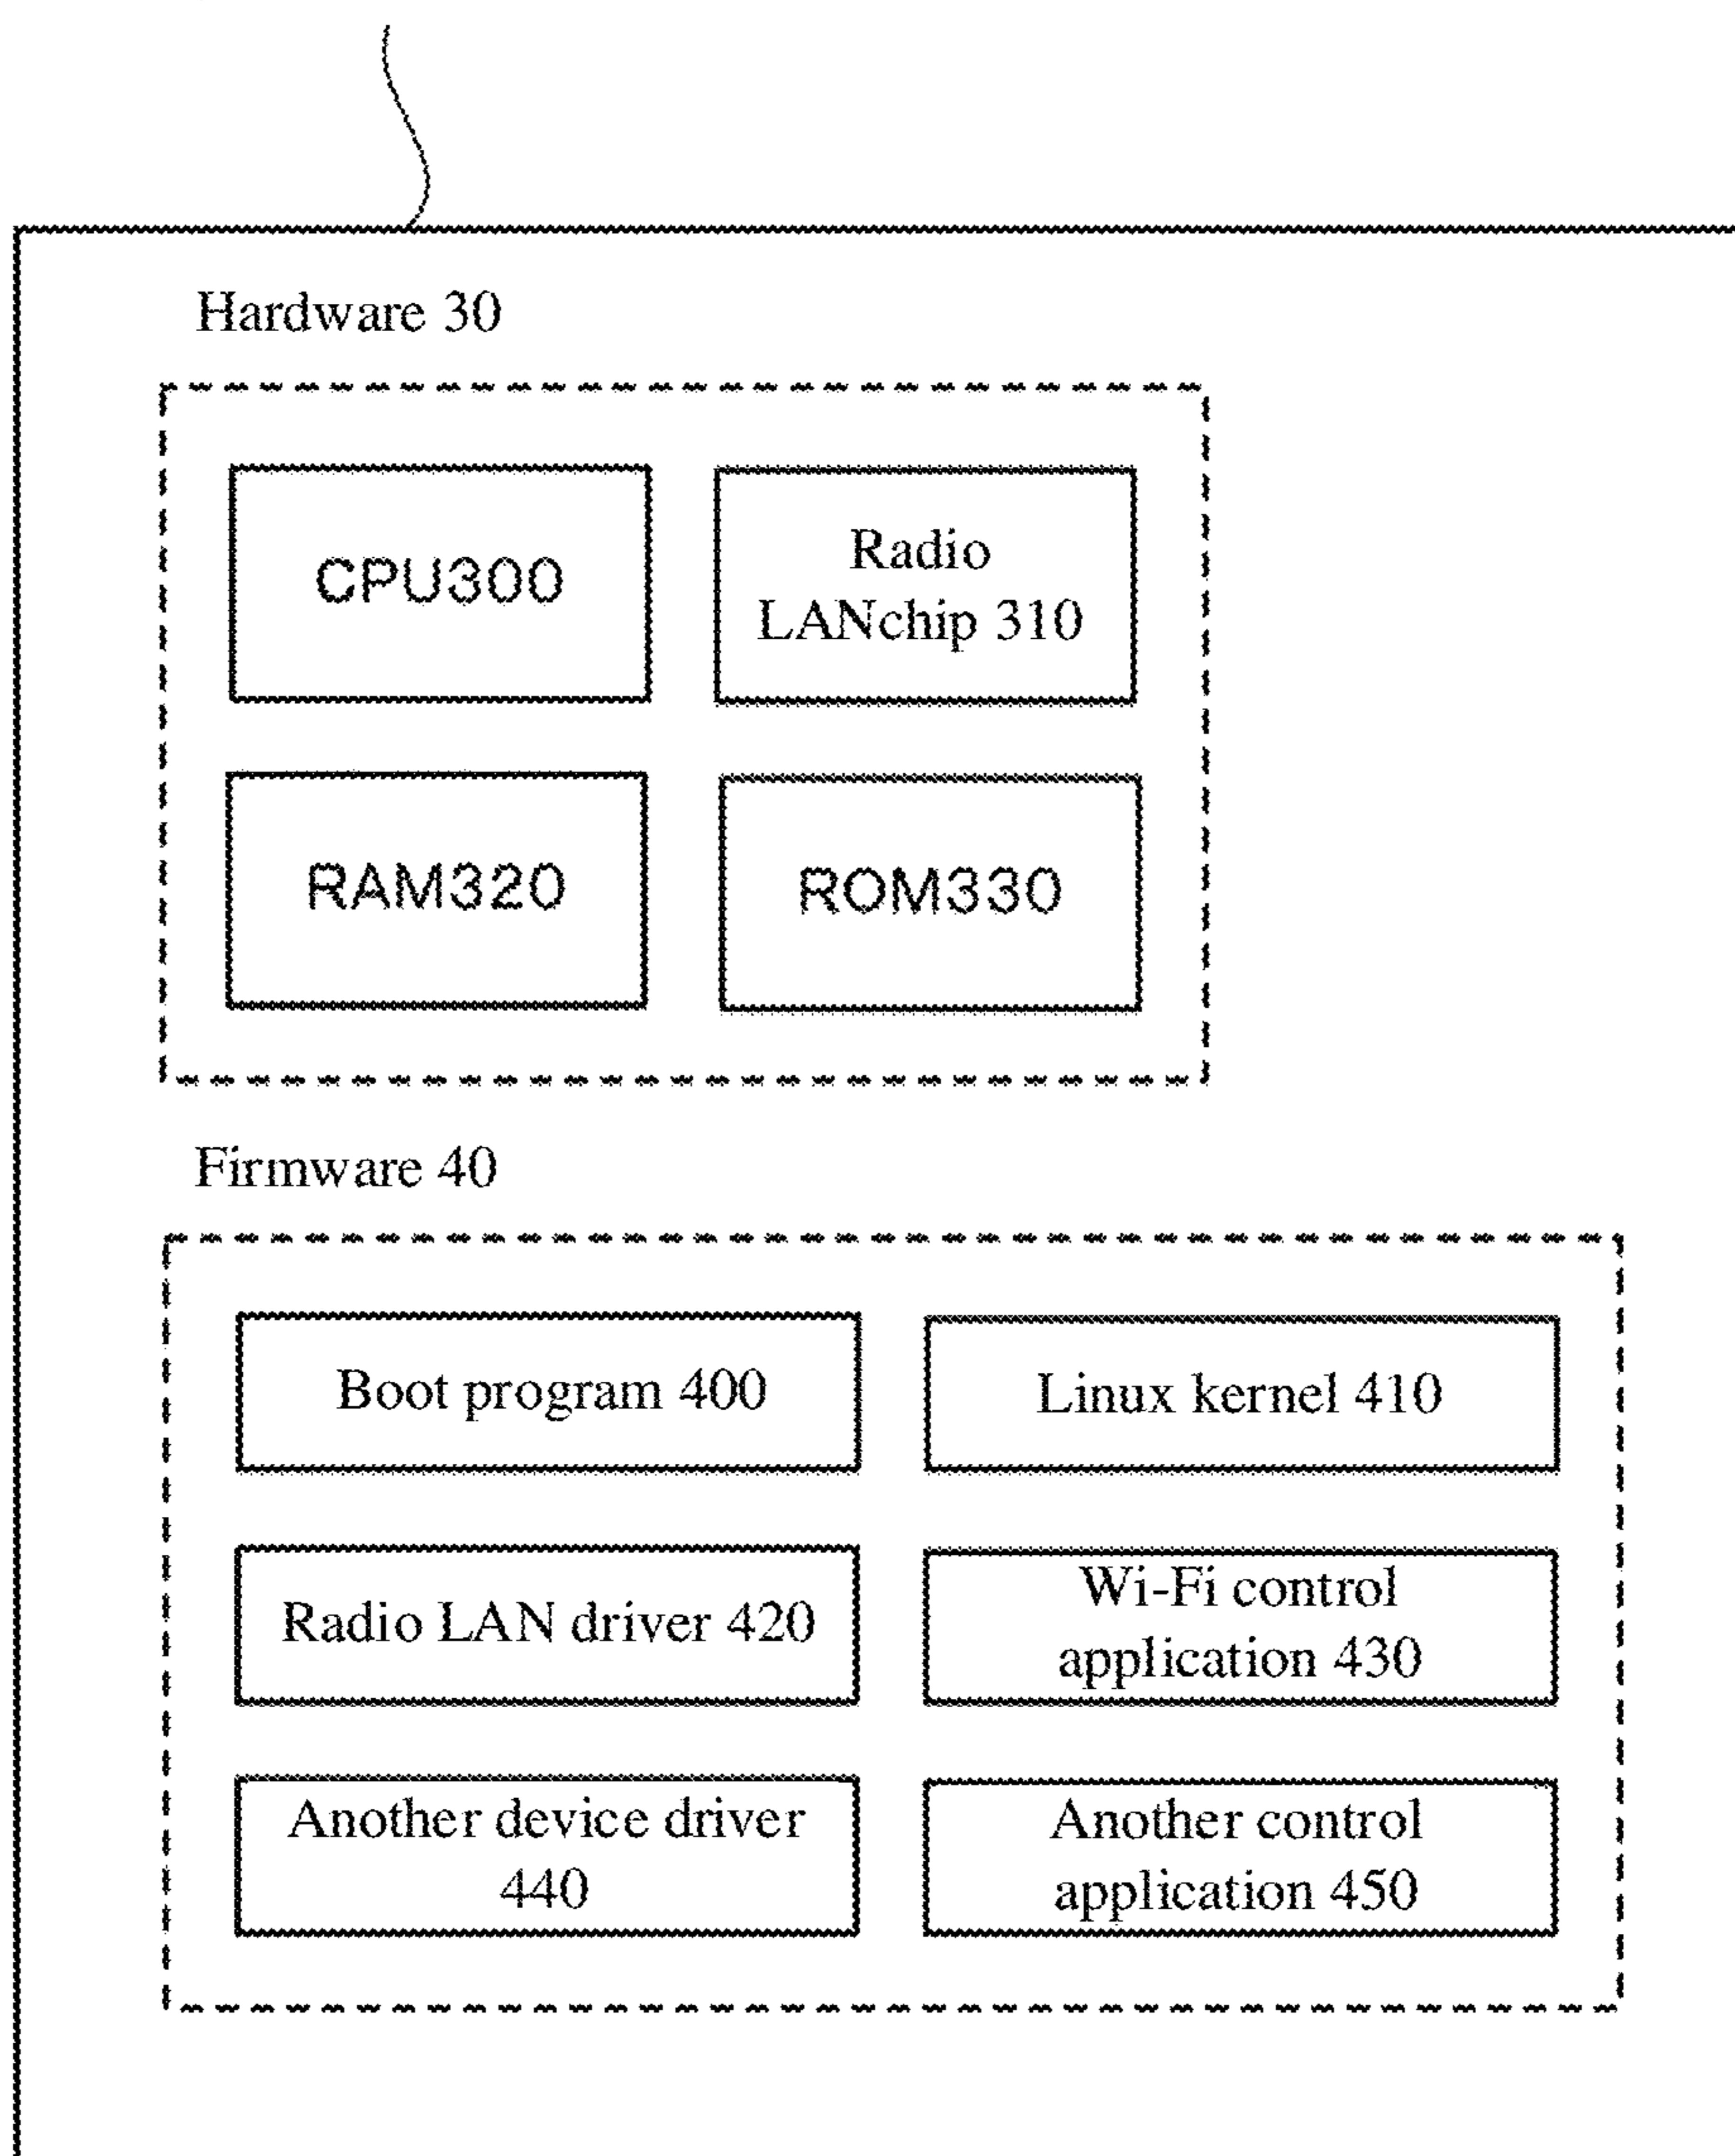 Hardware 30
CPU300
Radio
LANchip 310
RAM320
ROM330
Firmware 40
Boot program 400
Linux kernel 410
Radio LAN driver 420
Wi-Fi control
application 430
Another device driver
440
Another control
application 450